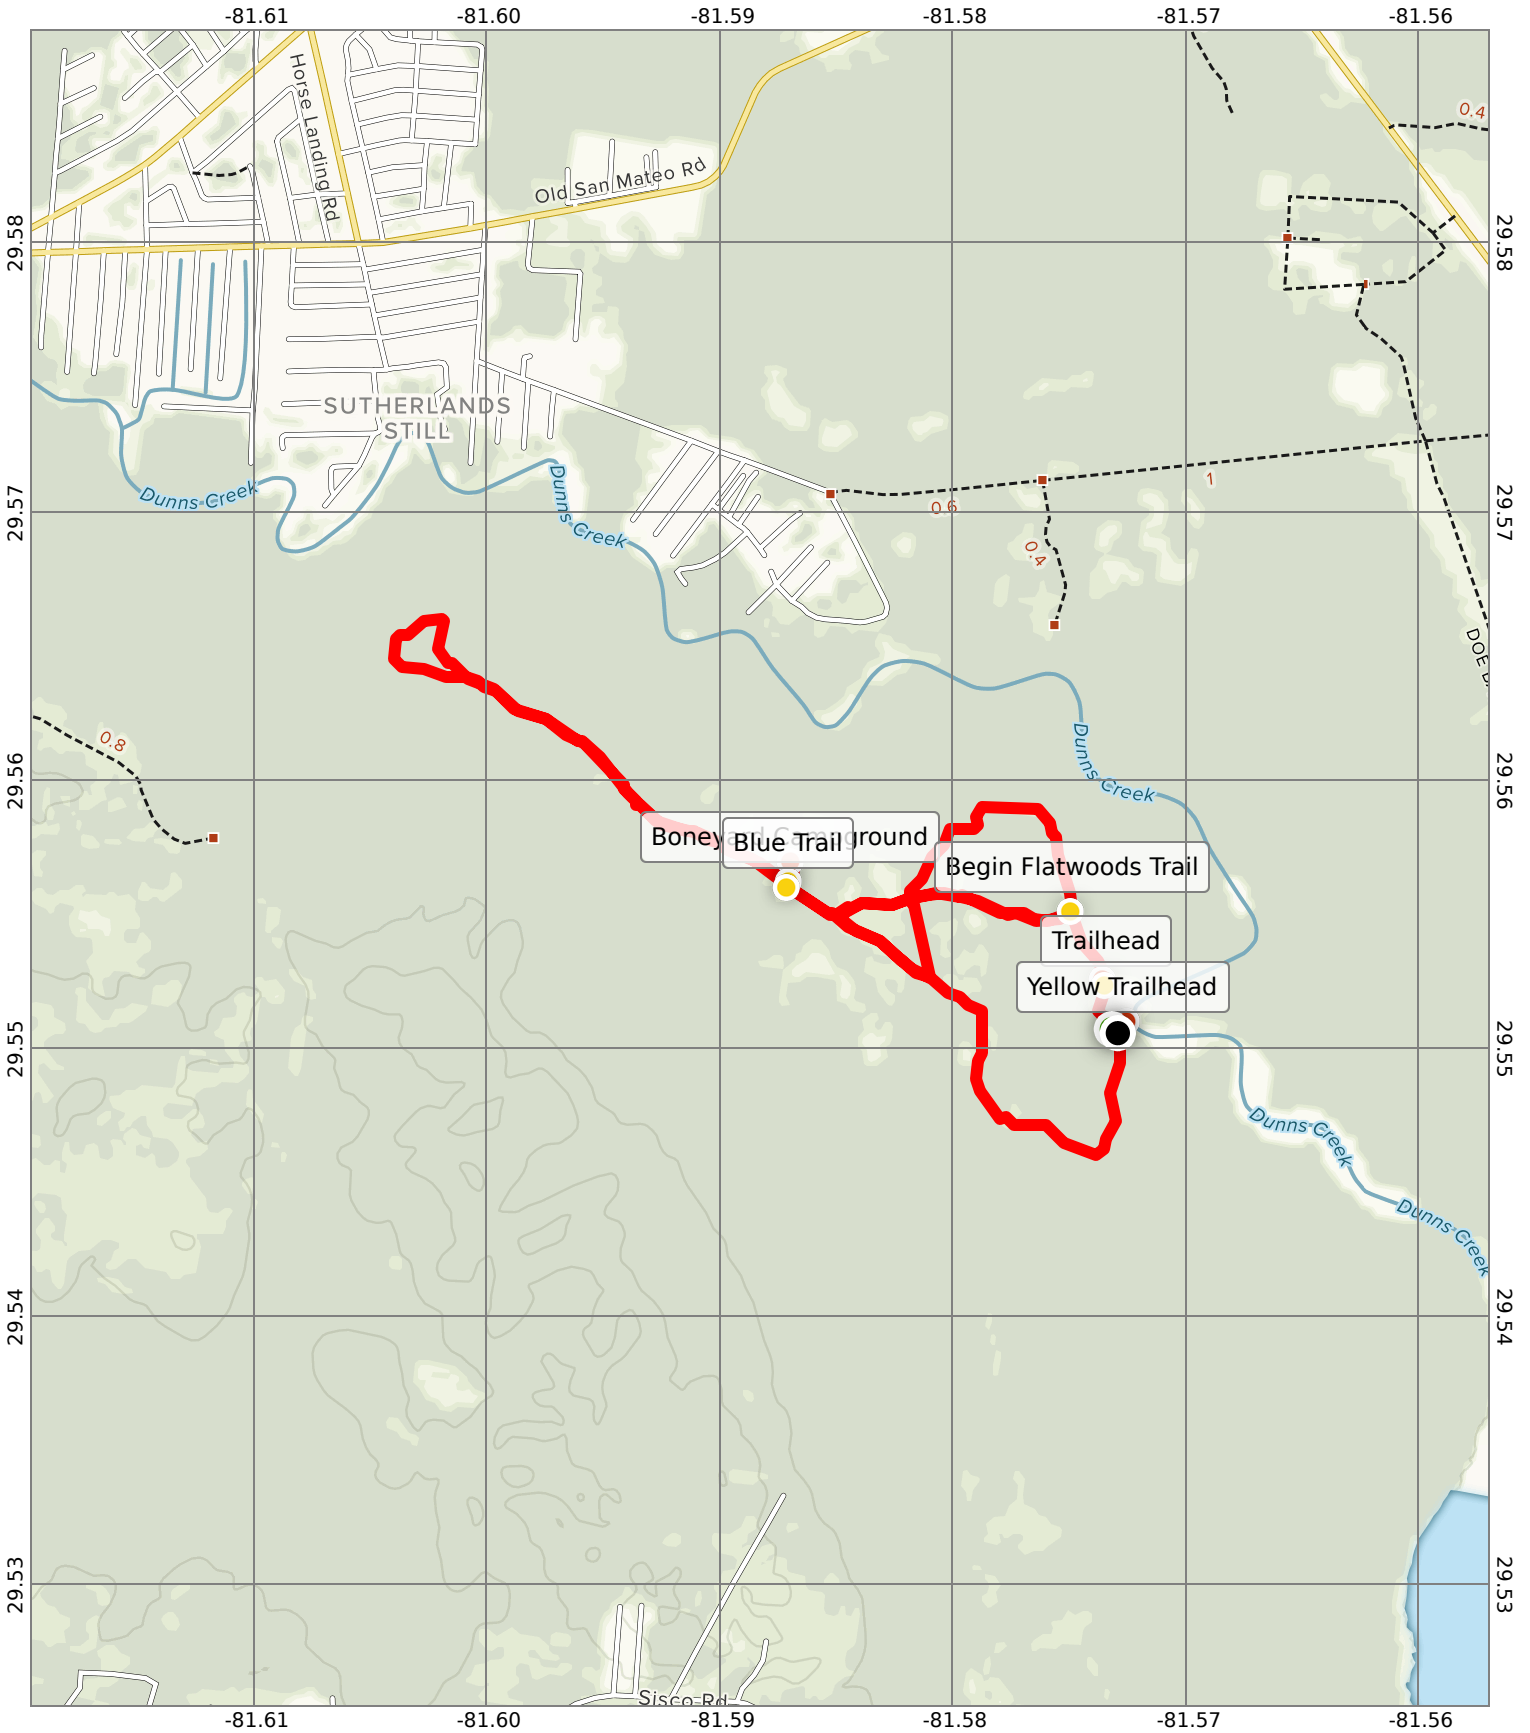 -81.61 -81.60 -81.59 -81.58 -81.57 -81.56
Horse Landing Rd
0.4
Old San Mateo Rd
29.58
29.58
SUTHERLANDS
STILL
Dunns Creek
Dunns Creek
1
0.6
29.57
29.57
0.4
DOE
0.8
Dunns Creek
29.56
29.56
Blue Trail
Begin Flatwoods Trail
Trailhead
Yellow Trailhead
29.55
29.55
Dunns Creek
Dunns Creek
29.54
29.54
29.53
29.53
Sisco Rd
-81.61 -81.60 -81.59 -81.58 -81.57 -81.56